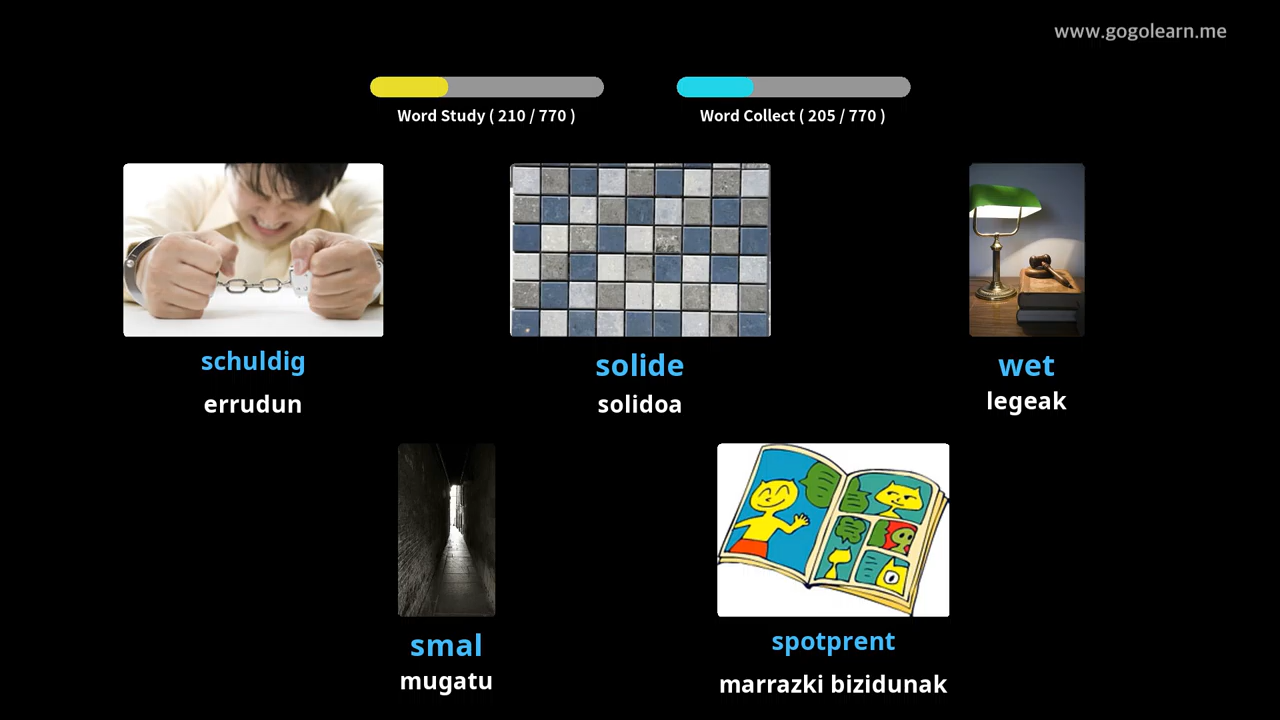 www.gogolearn.me
Word Study ( 210 / 770 )
Word Collect ( 205 / 770 )
schuldig
errudun
solide
solidoa
wet
legeak
smal
mugatu
spotprent
marrazki bizidunak